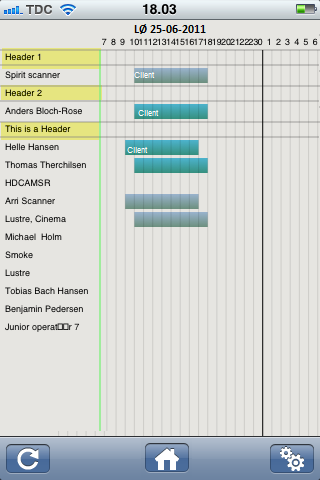 TDC 18.03
LØ 25-06-2011
7 8 9 10 11 12 13 14 15 16 17 18 19 20 21 22 23 0 1 2 3 4 5 6
Header 1
Spirit scanner Client
Header 2
Anders Bloch-Rose Client
This is a Header
Helle Hansen Client
Thomas Therchilsen
HDCAMSR
Arri Scanner
Lustre, Cinema
Michael Holm
Smoke
Lustre
Tobias Bach Hansen
Benjamin Pedersen
Junior operat□□r 7